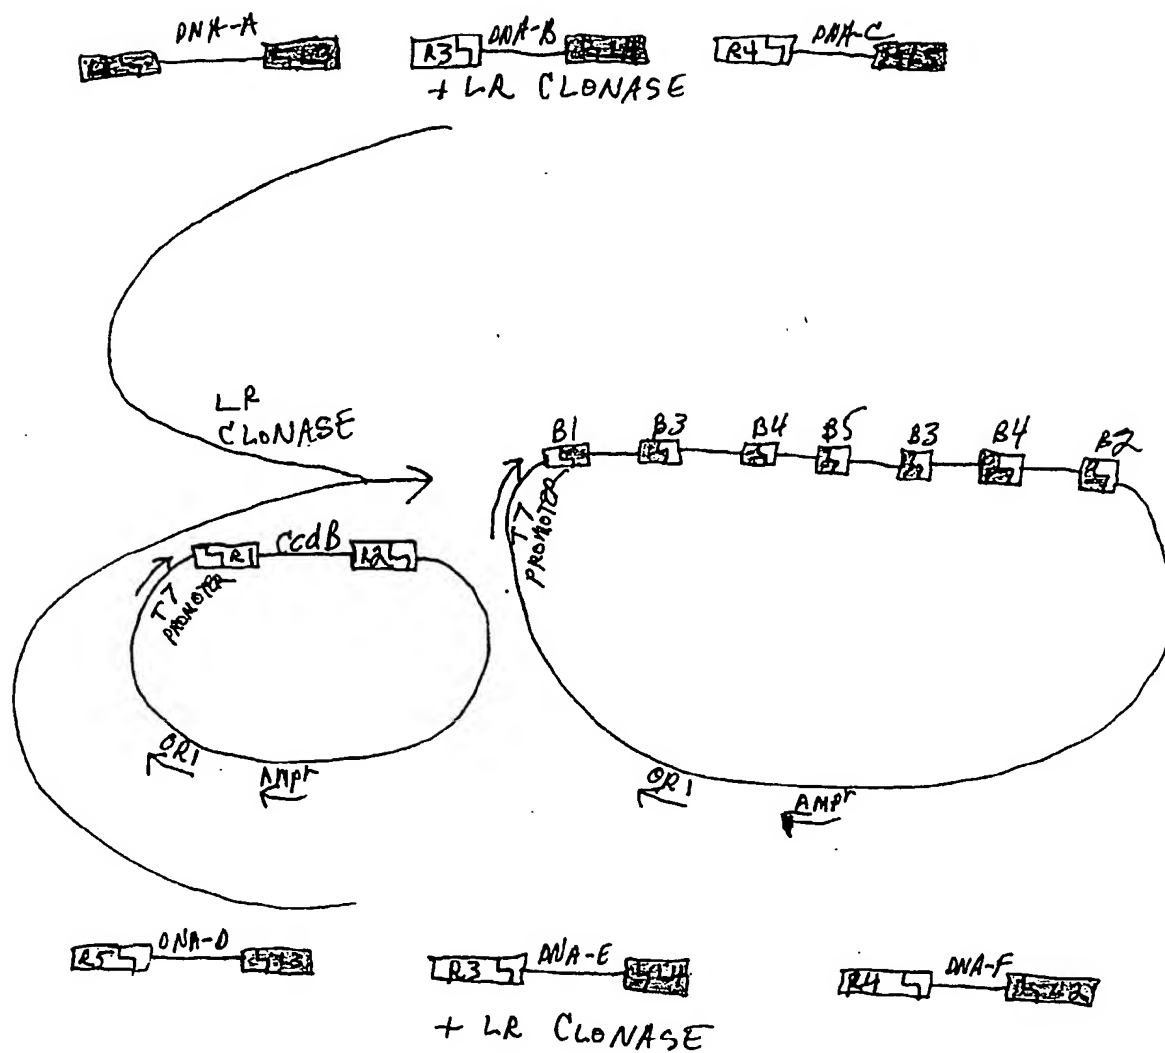 DNA-A DNA-B DNA-C
R3 R4
+ LR CLONASE
LR
CLONASE
B1 B3 B4 B5 B3 B4 B2
T7
PROMOTER
R1 ccdB R2
T7
PROMOTER
ORI
Ampr
ORI
Ampr
DNA-D DNA-E DNA-F
R5 R3 R4
+ LR CLONASE